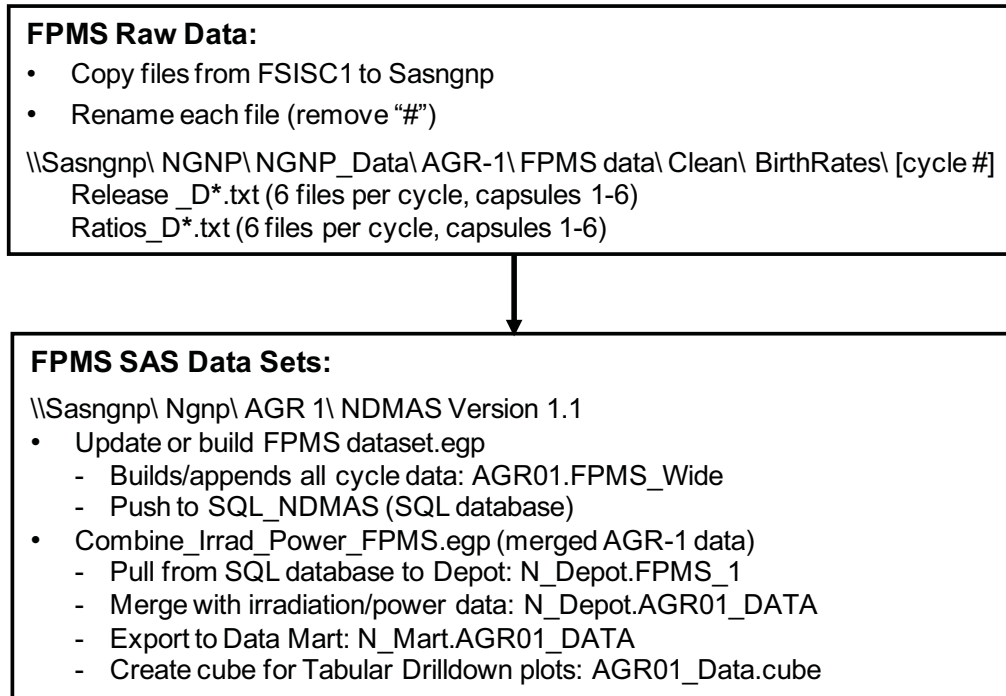 FPMS Raw Data:
• Copy files from FSISC1 to Sasngnp
• Rename each file (remove “#”)
\\Sasngnp\ NGNP\ NGNP_Data\ AGR-1\ FPMS data\ Clean\ BirthRates\ [cycle #]
Release _D*.txt (6 files per cycle, capsules 1-6)
Ratios_D*.txt (6 files per cycle, capsules 1-6)
FPMS SAS Data Sets:
\\Sasngnp\ Ngnp\ AGR 1\ NDMAS Version 1.1
• Update or build FPMS dataset.egp
- Builds/appends all cycle data: AGR01.FPMS_Wide
- Push to SQL_NDMAS (SQL database)
• Combine_Irrad_Power_FPMS.egp (merged AGR-1 data)
- Pull from SQL database to Depot: N_Depot.FPMS_1
- Merge with irradiation/power data: N_Depot.AGR01_DATA
- Export to Data Mart: N_Mart.AGR01_DATA
- Create cube for Tabular Drilldown plots: AGR01_Data.cube